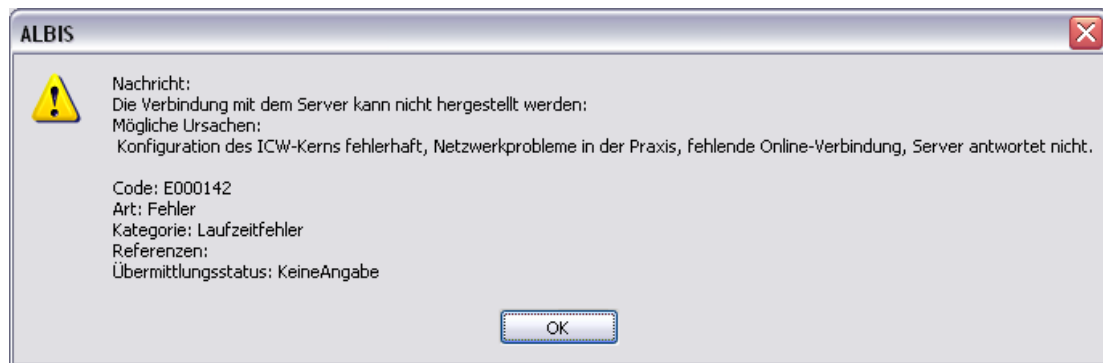 ALBIS
Nachricht:
Die Verbindung mit dem Server kann nicht hergestellt werden:
Mögliche Ursachen:
Konfiguration des ICW-Kerns fehlerhaft, Netzwerkprobleme in der Praxis, fehlende Online-Verbindung, Server antwortet nicht.
Code: E000142
Art: Fehler
Kategorie: Laufzeitfehler
Referenzen:
Übermittlungsstatus: KeineAngabe
OK